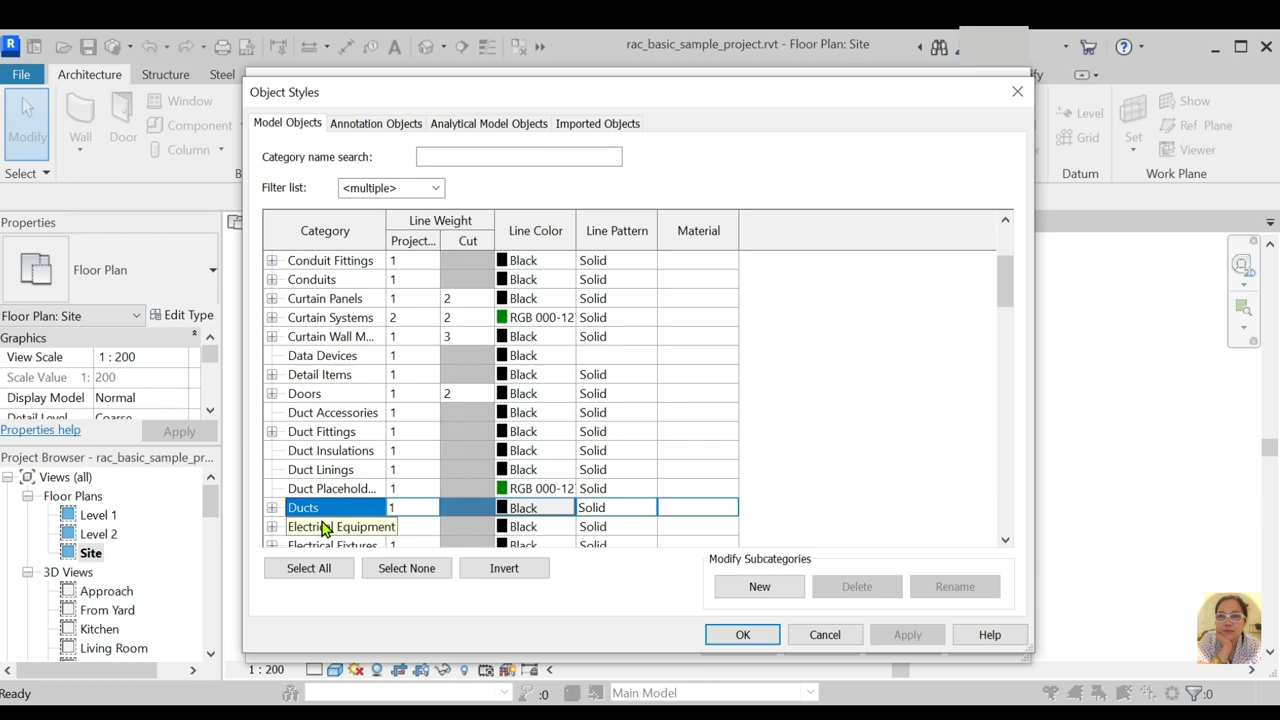 rac_basic_sample_project.rvt - Floor Plan: Site
File Architecture Structure Steel
Modify
Wall
Door
Window
Component
Column
Level
Grid
Set
Show
Ref Plane
Viewer
Select
Datum
Work Plane
Object Styles
Model Objects Annotation Objects Analytical Model Objects Imported Objects
Category name search:
Filter list: <multiple>
Category Line Weight Line Color Line Pattern Material
Project... Cut
Conduit Fittings 1 Black Solid
Conduits 1 Black Solid
Curtain Panels 1 2 Black Solid
Curtain Systems 2 2 RGB 000-12 Solid
Curtain Wall M... 1 3 Black Solid
Data Devices 1 Black
Detail Items 1 Black Solid
Doors 1 2 Black Solid
Duct Accessories 1 Black Solid
Duct Fittings 1 Black Solid
Duct Insulations 1 Black Solid
Duct Linings 1 Black Solid
Duct Placehold... 1 RGB 000-12 Solid
Ducts 1 Black Solid
Electrical Equipment Black Solid
Electrical Fixtures 1 Black Solid
Select All Select None Invert
Modify Subcategories
New Delete Rename
OK Cancel Apply Help
Properties
Floor Plan
Floor Plan: Site Edit Type
Graphics
View Scale 1 : 200
Scale Value 1: 200
Display Model Normal
Detail Level Coarse
Properties help Apply
Project Browser - rac_basic_sample_pr...
Views (all)
Floor Plans
Level 1
Level 2
Site
3D Views
Approach
From Yard
Kitchen
Living Room
1 : 200
Ready :0 Main Model :0